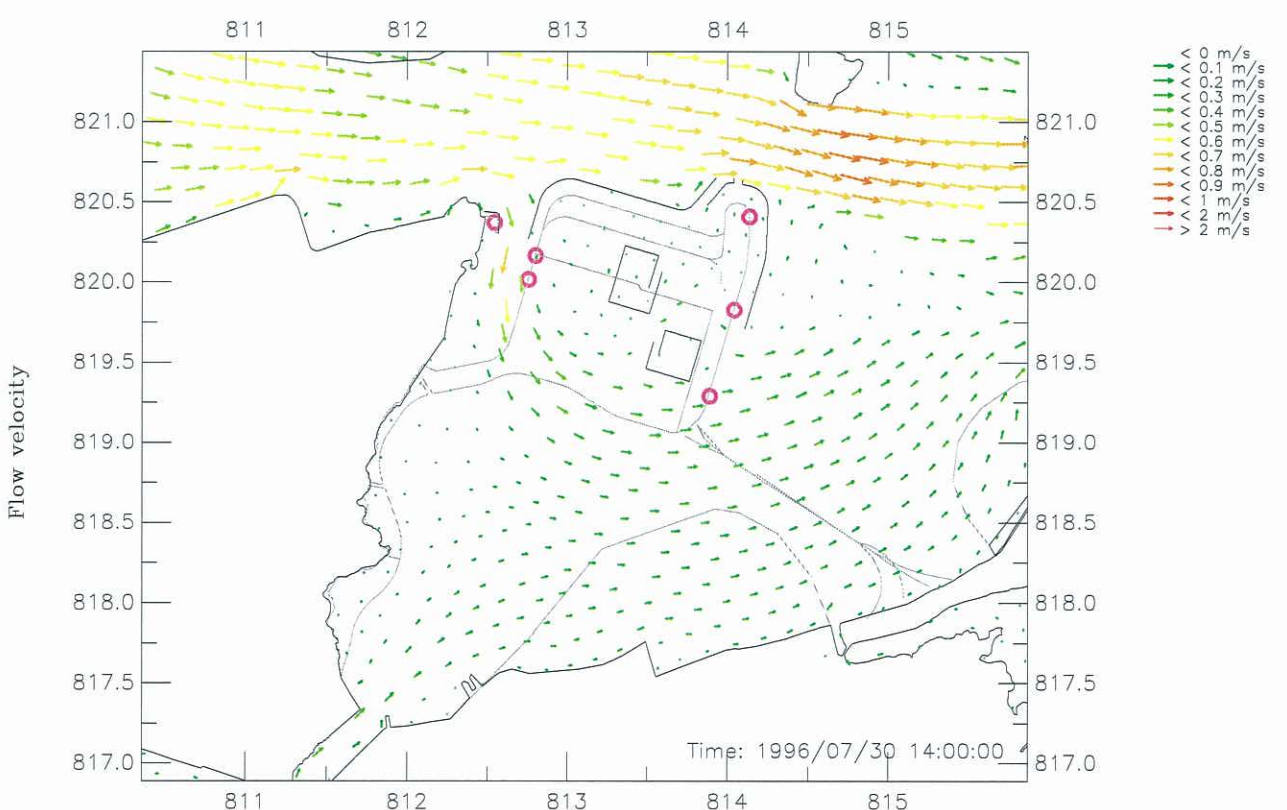 811 812 813 814 815
< 0 m/s
< 0.1 m/s
< 0.2 m/s
< 0.3 m/s
< 0.4 m/s
< 0.5 m/s
< 0.6 m/s
< 0.7 m/s
< 0.8 m/s
< 0.9 m/s
< 1 m/s
< 2 m/s
> 2 m/s
821.0 821.0
820.5 820.5
820.0 820.0
819.5 819.5
Flow velocity
819.0 819.0
818.5 818.5
818.0 818.0
817.5 817.5
Time: 1996/07/30 14:00:00
817.0 817.0
811 812 813 814 815